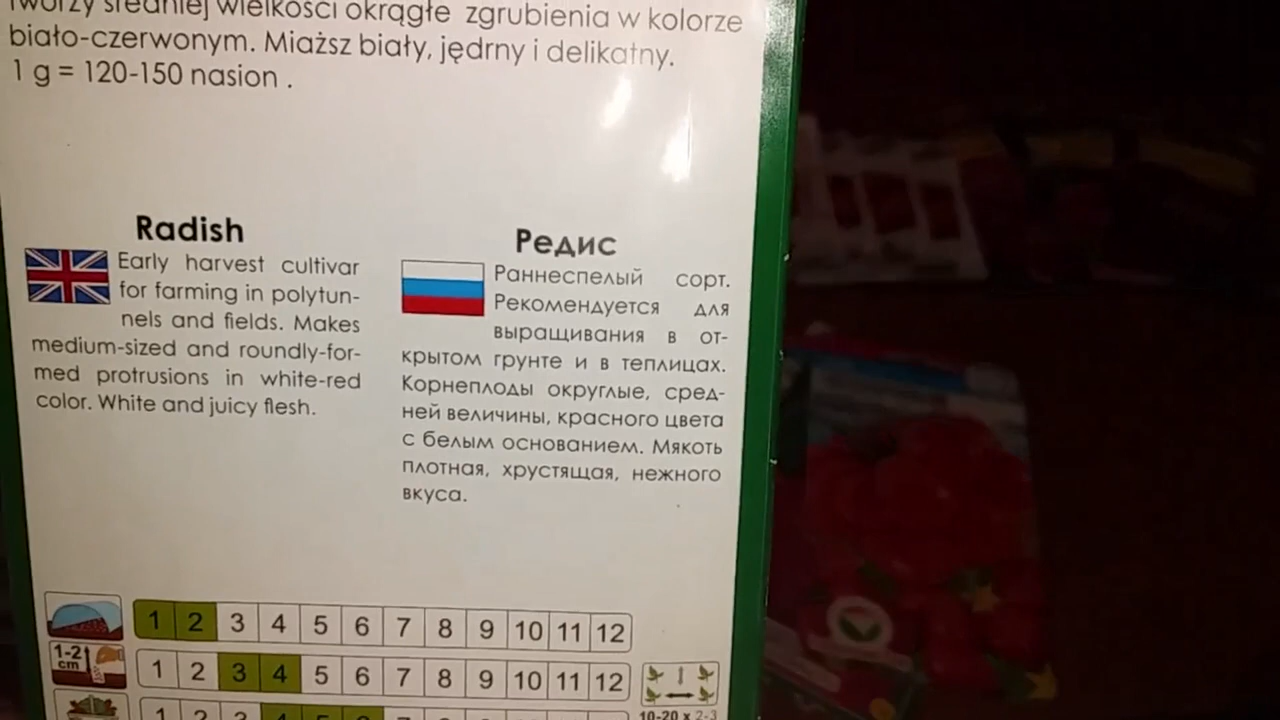 Tworzy średniej wielkości okrągłe zgrubienia w kolorze
biało-czerwonym. Miąższ biały, jędrny i delikatny.
1 g = 120-150 nasion .
Radish
Early harvest cultivar
for farming in polytun-
nels and fields. Makes
medium-sized and roundly-for-
med protrusions in white-red
color. White and juicy flesh.
Редис
Раннеспелый сорт.
Рекомендуется для
выращивания в от-
крытом грунте и в теплицах.
Корнеплоды округлые, сред-
ней величины, красного цвета
с белым основанием. Мякоть
плотная, хрустящая, нежного
вкуса.
1 2 3 4 5 6 7 8 9 10 11 12
1-2
cm
1 2 3 4 5 6 7 8 9 10 11 12
10-20 x 2-3
1 2 3 4 5 6 7 8 9 10 11 12